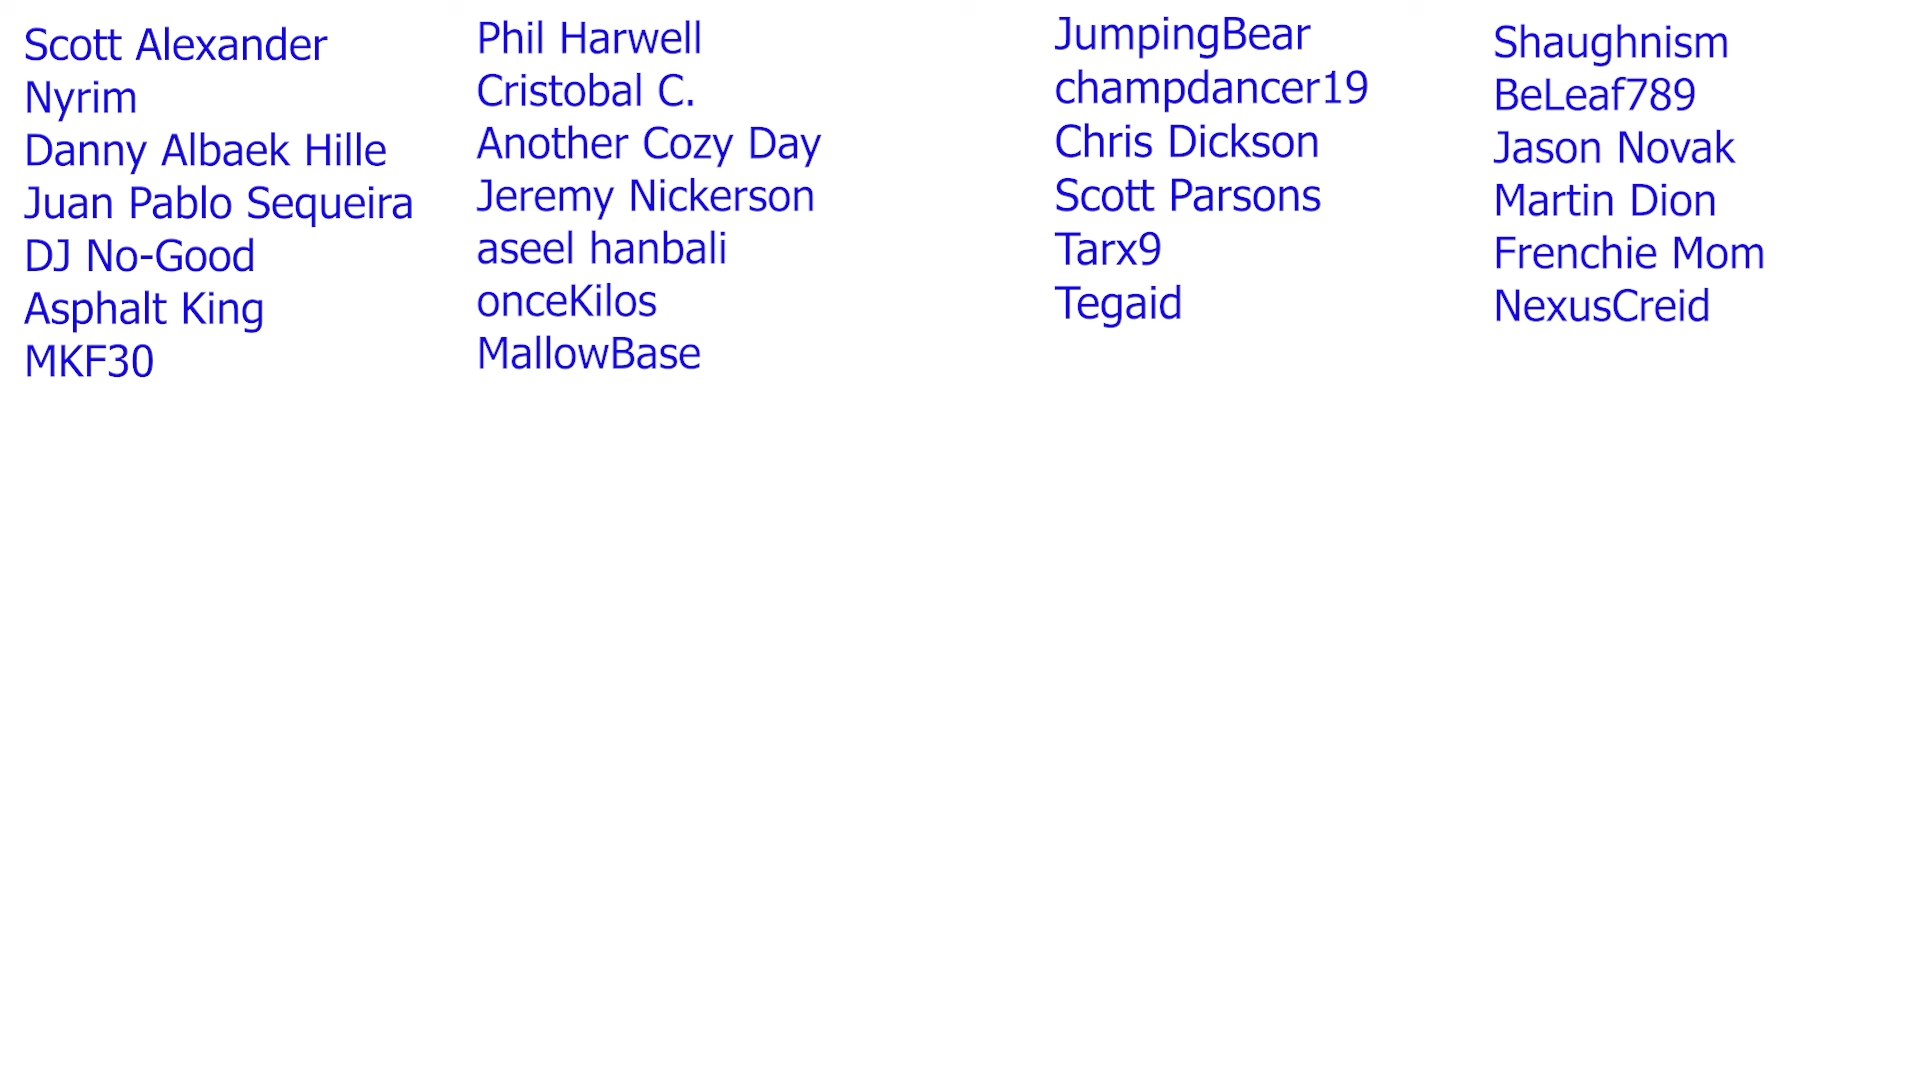 Scott Alexander
Nyrim
Danny Albaek Hille
Juan Pablo Sequeira
DJ No-Good
Asphalt King
MKF30
Phil Harwell
Cristobal C.
Another Cozy Day
Jeremy Nickerson
aseel hanbali
onceKilos
MallowBase
JumpingBear
champdancer19
Chris Dickson
Scott Parsons
Tarx9
Tegaid
Shaughnism
BeLeaf789
Jason Novak
Martin Dion
Frenchie Mom
NexusCreid